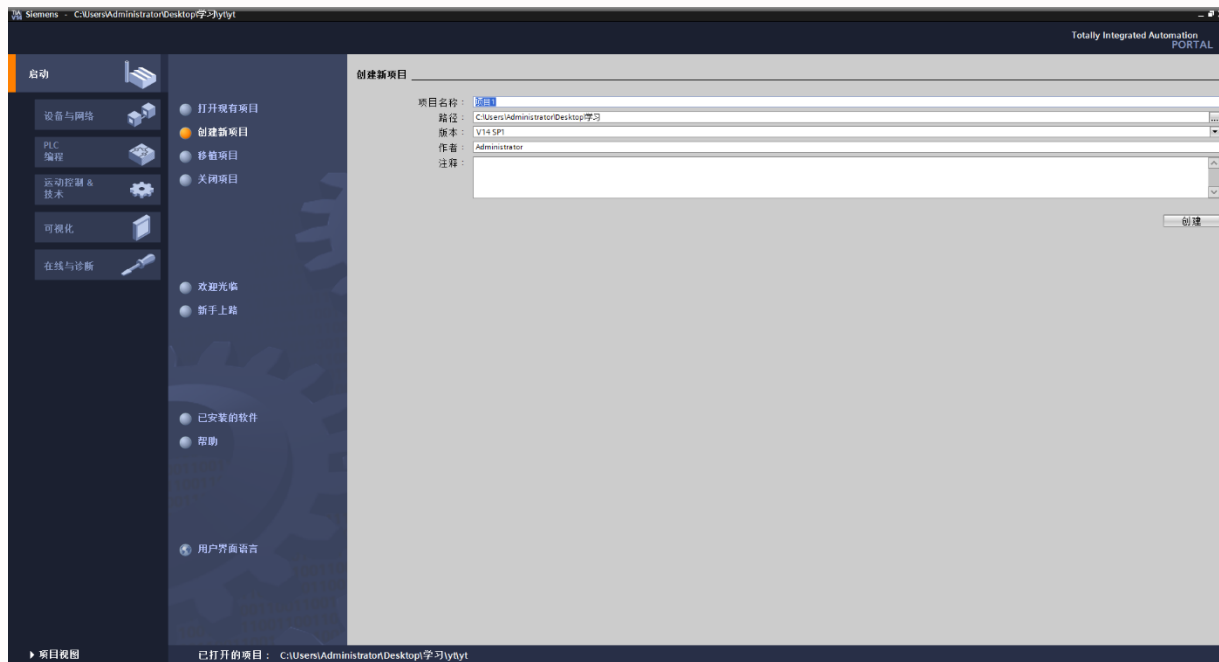 Siemens - C:\Users\Administrator\Desktop\学习\yt\yt
Totally Integrated Automation
PORTAL
启动
设备与网络
PLC
编程
运动控制 &
技术
可视化
在线与诊断
打开现有项目
创建新项目
移植项目
关闭项目
欢迎光临
新手上路
已安装的软件
帮助
用户界面语言
创建新项目
项目名称：项目1
路径：C:\Users\Administrator\Desktop\学习
版本：V14 SP1
作者：Administrator
注释：
创建
项目视图
已打开的项目： C:\Users\Administrator\Desktop\学习\yt\yt